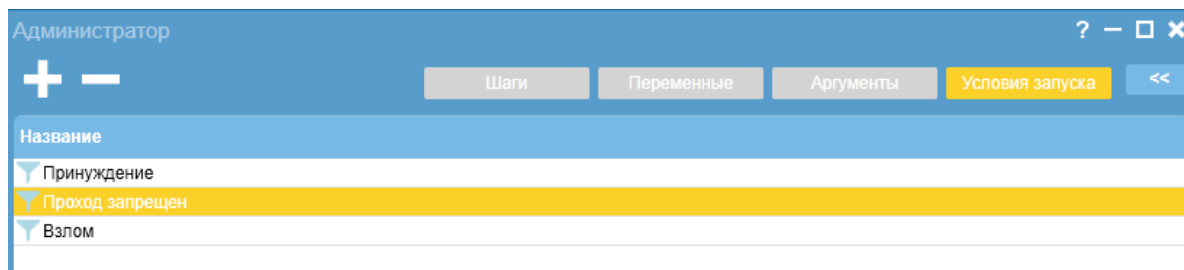 Администратор ?
Шаги Переменные Аргументы Условия запуска <<
Название
Принуждение
Проход запрещен
Взлом